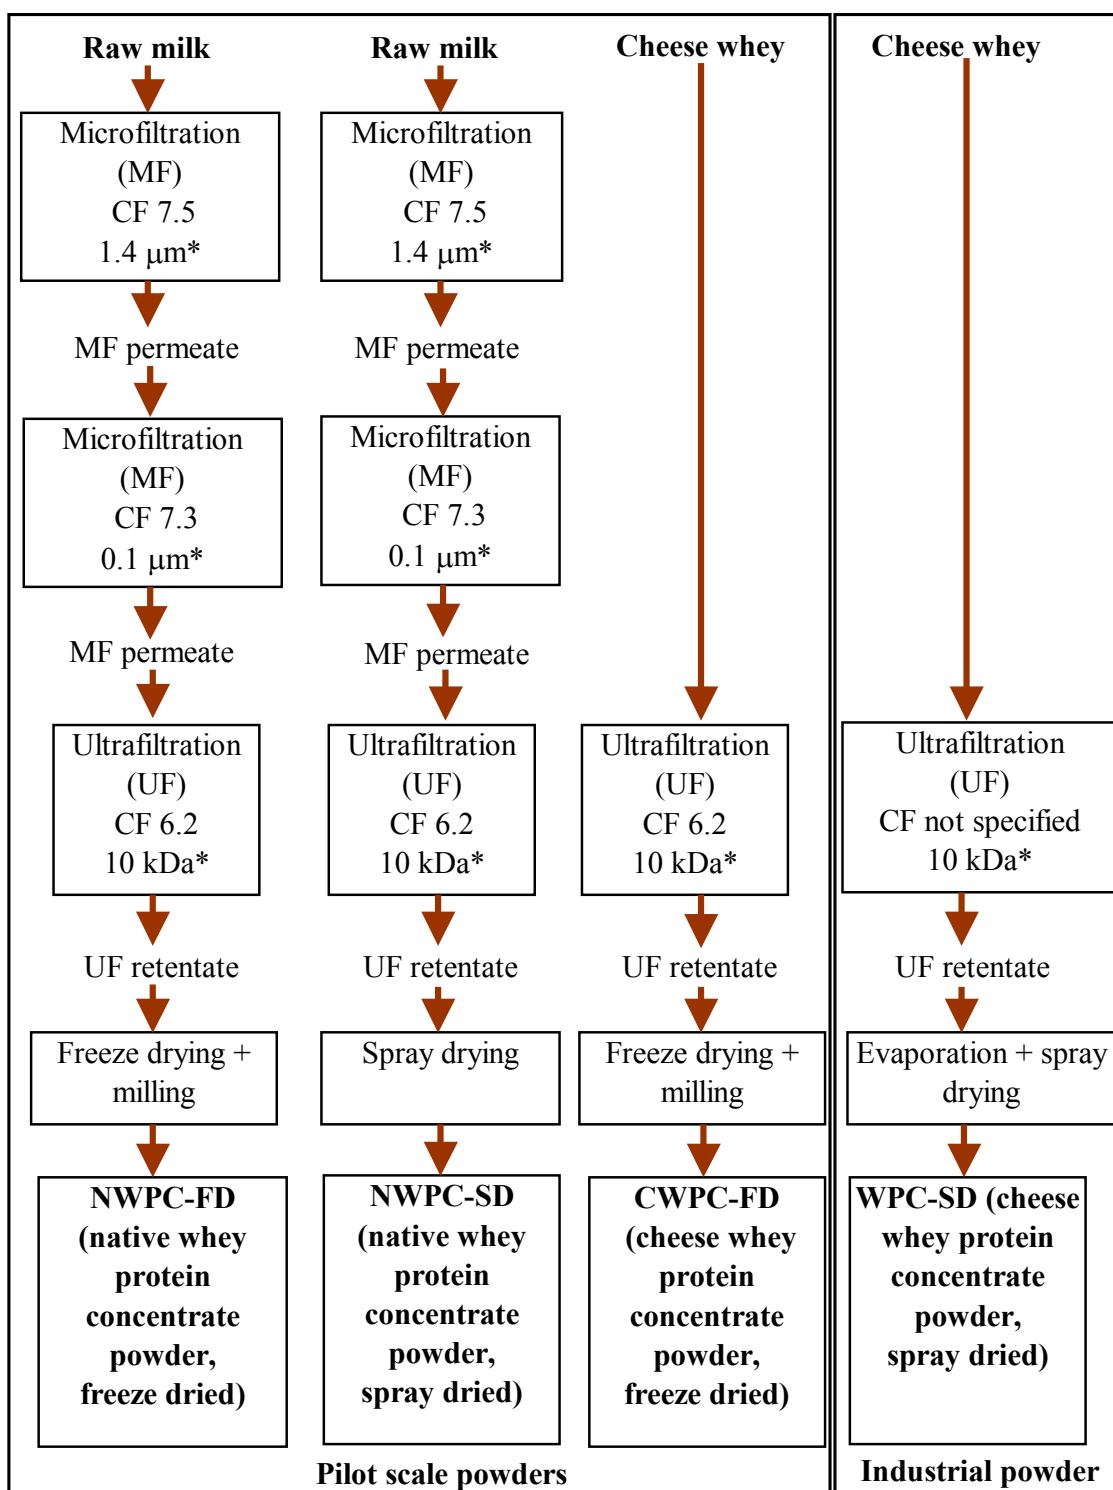 Raw milk
Microfiltration
(MF)
CF 7.5
1.4 μm*
MF permeate
Microfiltration
(MF)
CF 7.3
0.1 μm*
MF permeate
Ultrafiltration
(UF)
CF 6.2
10 kDa*
UF retentate
Freeze drying +
milling
NWPC-FD
(native whey
protein
concentrate
powder,
freeze dried)
Raw milk
Microfiltration
(MF)
CF 7.5
1.4 μm*
MF permeate
Microfiltration
(MF)
CF 7.3
0.1 μm*
MF permeate
Ultrafiltration
(UF)
CF 6.2
10 kDa*
UF retentate
Spray drying
NWPC-SD
(native whey
protein
concentrate
powder,
spray dried)
Cheese whey
Ultrafiltration
(UF)
CF 6.2
10 kDa*
UF retentate
Freeze drying +
milling
CWPC-FD
(cheese whey
protein
concentrate
powder,
freeze dried)
Pilot scale powders
Cheese whey
Ultrafiltration
(UF)
CF not specified
10 kDa*
UF retentate
Evaporation + spray
drying
WPC-SD (cheese
whey protein
concentrate
powder,
spray dried)
Industrial powder